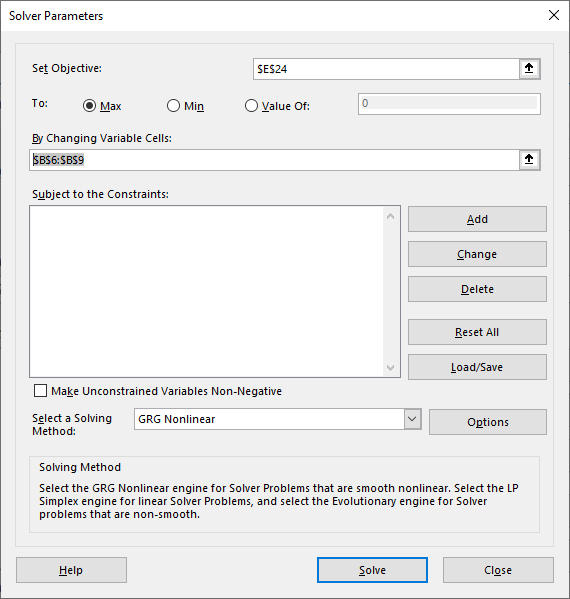 Solver Parameters
Set Objective:
$E$24
To:
Max
Min
Value Of:
0
By Changing Variable Cells:
$B$6:$B$9
Subject to the Constraints:
Add
Change
Delete
Reset All
Load/Save
Make Unconstrained Variables Non-Negative
Select a Solving
Method:
GRG Nonlinear
Options
Solving Method
Select the GRG Nonlinear engine for Solver Problems that are smooth nonlinear. Select the LP
Simplex engine for linear Solver Problems, and select the Evolutionary engine for Solver
problems that are non-smooth.
Help
Solve
Close